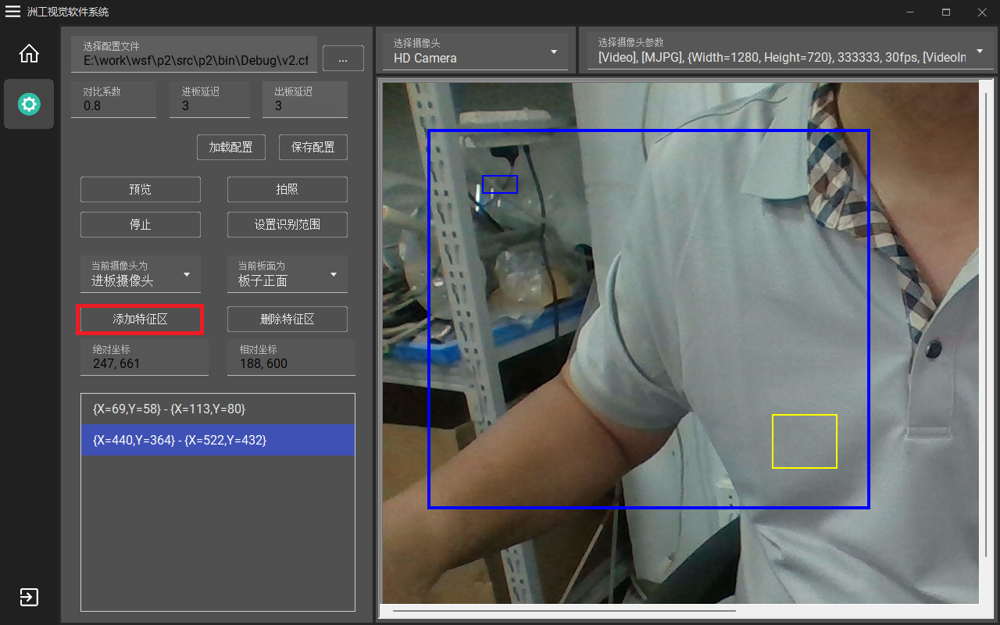 洲工视觉软件系统
选择配置文件
E:\work\wsf\p2\src\p2\bin\Debug\v2.cf
...
对比系数
0.8
进板延迟
3
出板延迟
3
加载配置
保存配置
预览
拍照
停止
设置识别范围
当前摄像头为
进板摄像头
当前板面为
板子正面
添加特征区
删除特征区
绝对坐标
247, 661
相对坐标
188, 600
{X=69,Y=58} - {X=113,Y=80}
{X=440,Y=364} - {X=522,Y=432}
选择摄像头
HD Camera
选择摄像头参数
[Video], [MJPG], {Width=1280, Height=720}, 333333, 30fps, [VideoIn